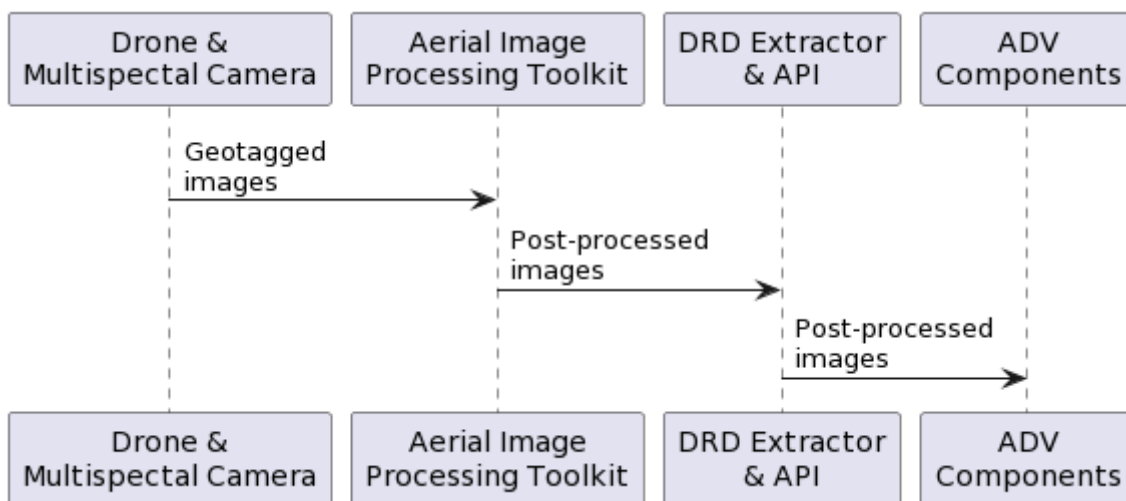 Drone &
Multispectal Camera
Aerial Image
Processing Toolkit
DRD Extractor
& API
ADV
Components
Geotagged
images
Post-processed
images
Post-processed
images
Drone &
Multispectal Camera
Aerial Image
Processing Toolkit
DRD Extractor
& API
ADV
Components